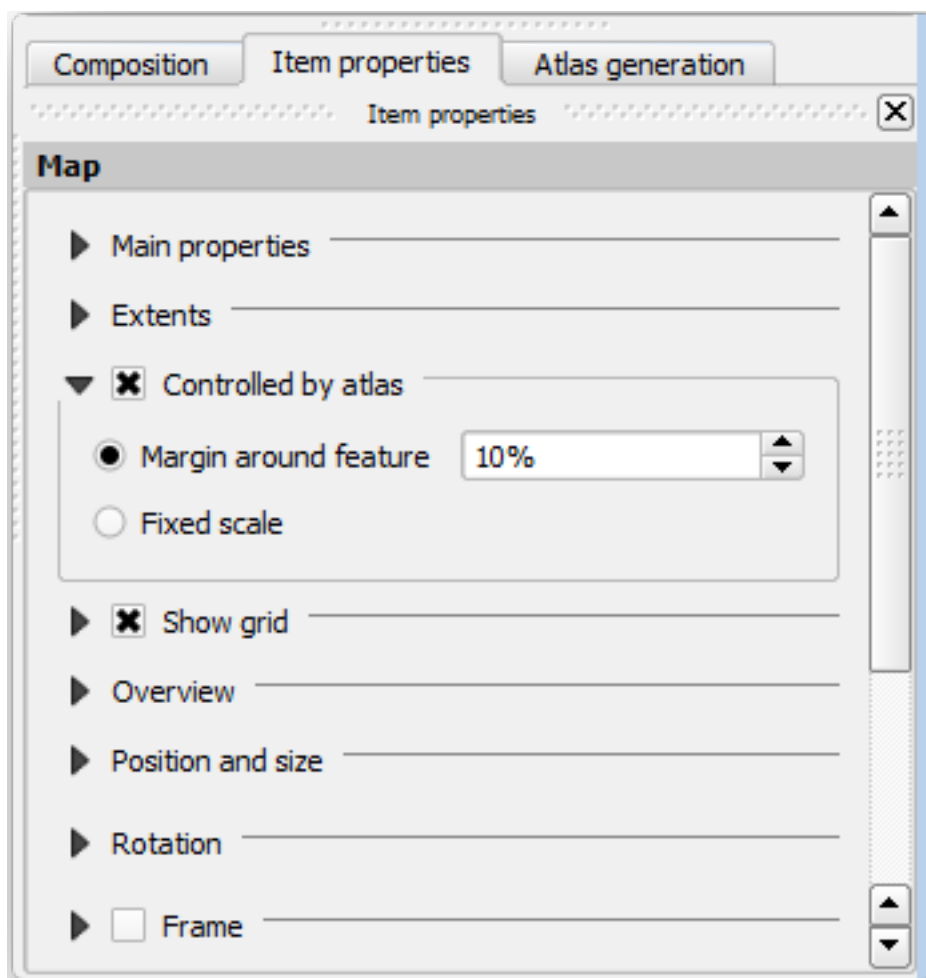 Composition Item properties Atlas generation
Item properties
Map
Main properties
Extents
Controlled by atlas
Margin around feature 10%
Fixed scale
Show grid
Overview
Position and size
Rotation
Frame